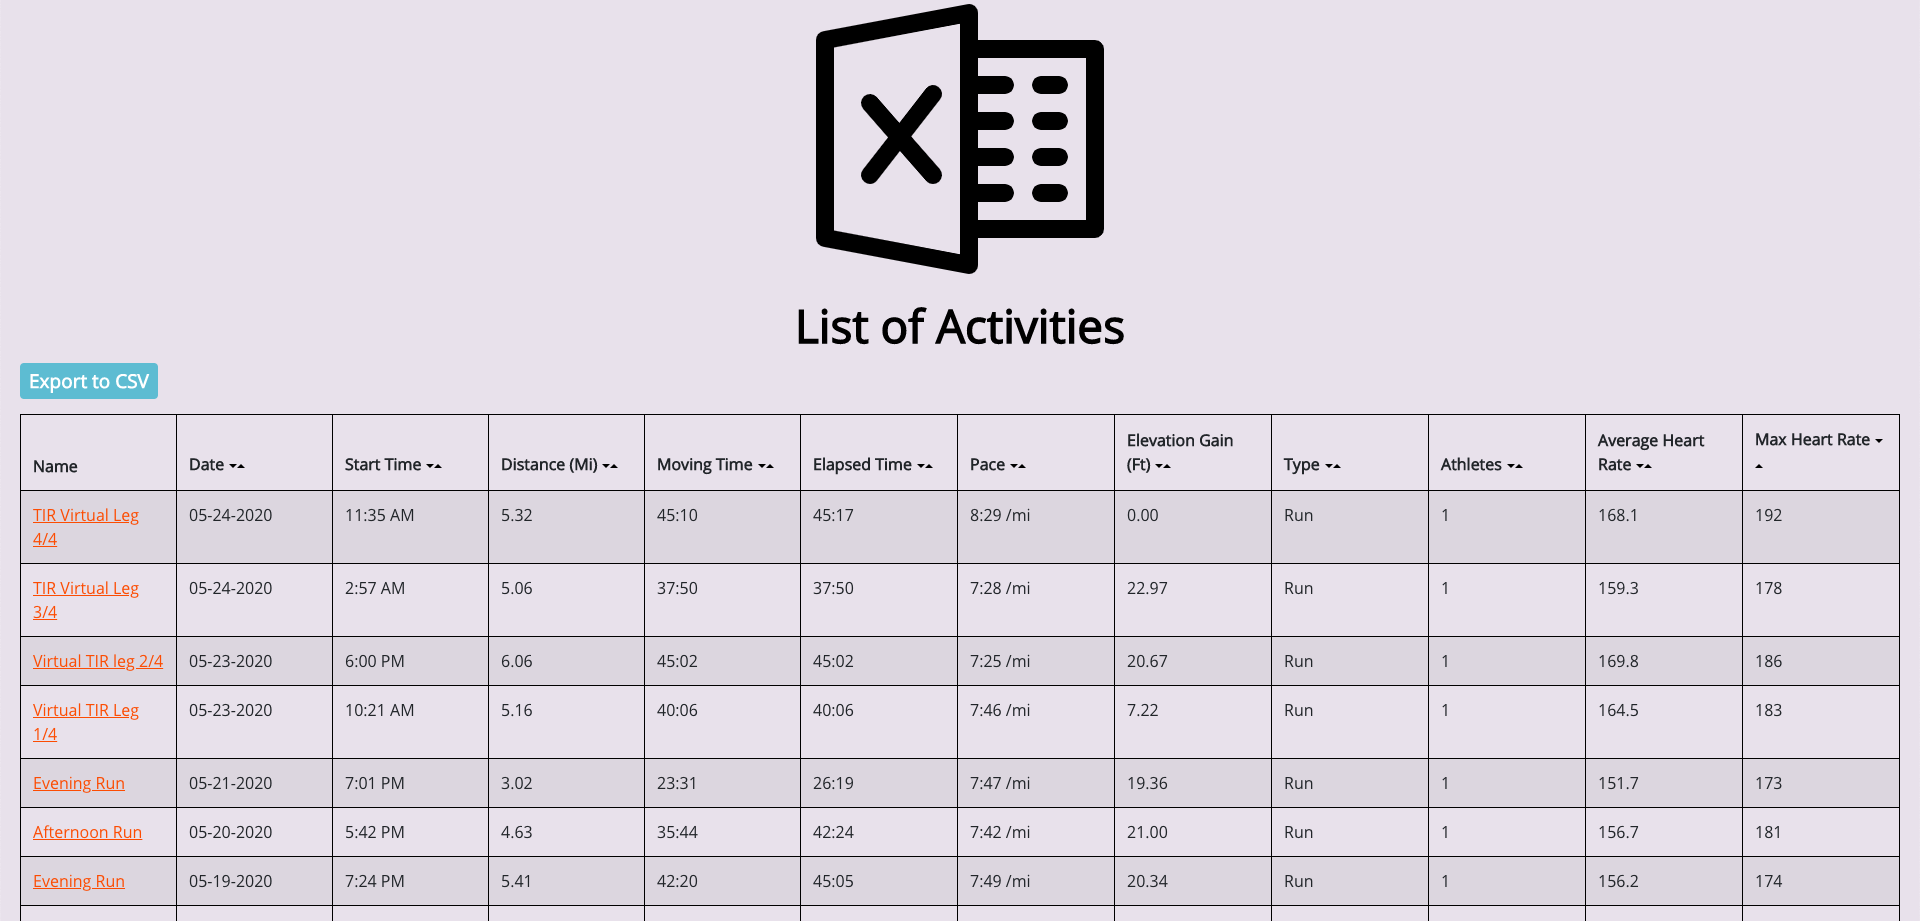 List of Activities
Export to CSV
Name Date Start Time Distance (Mi) Moving Time Elapsed Time Pace Elevation Gain (Ft) Type Athletes Average Heart Rate Max Heart Rate
TIR Virtual Leg 4/4 05-24-2020 11:35 AM 5.32 45:10 45:17 8:29 /mi 0.00 Run 1 168.1 192
TIR Virtual Leg 3/4 05-24-2020 2:57 AM 5.06 37:50 37:50 7:28 /mi 22.97 Run 1 159.3 178
Virtual TIR leg 2/4 05-23-2020 6:00 PM 6.06 45:02 45:02 7:25 /mi 20.67 Run 1 169.8 186
Virtual TIR Leg 1/4 05-23-2020 10:21 AM 5.16 40:06 40:06 7:46 /mi 7.22 Run 1 164.5 183
Evening Run 05-21-2020 7:01 PM 3.02 23:31 26:19 7:47 /mi 19.36 Run 1 151.7 173
Afternoon Run 05-20-2020 5:42 PM 4.63 35:44 42:24 7:42 /mi 21.00 Run 1 156.7 181
Evening Run 05-19-2020 7:24 PM 5.41 42:20 45:05 7:49 /mi 20.34 Run 1 156.2 174